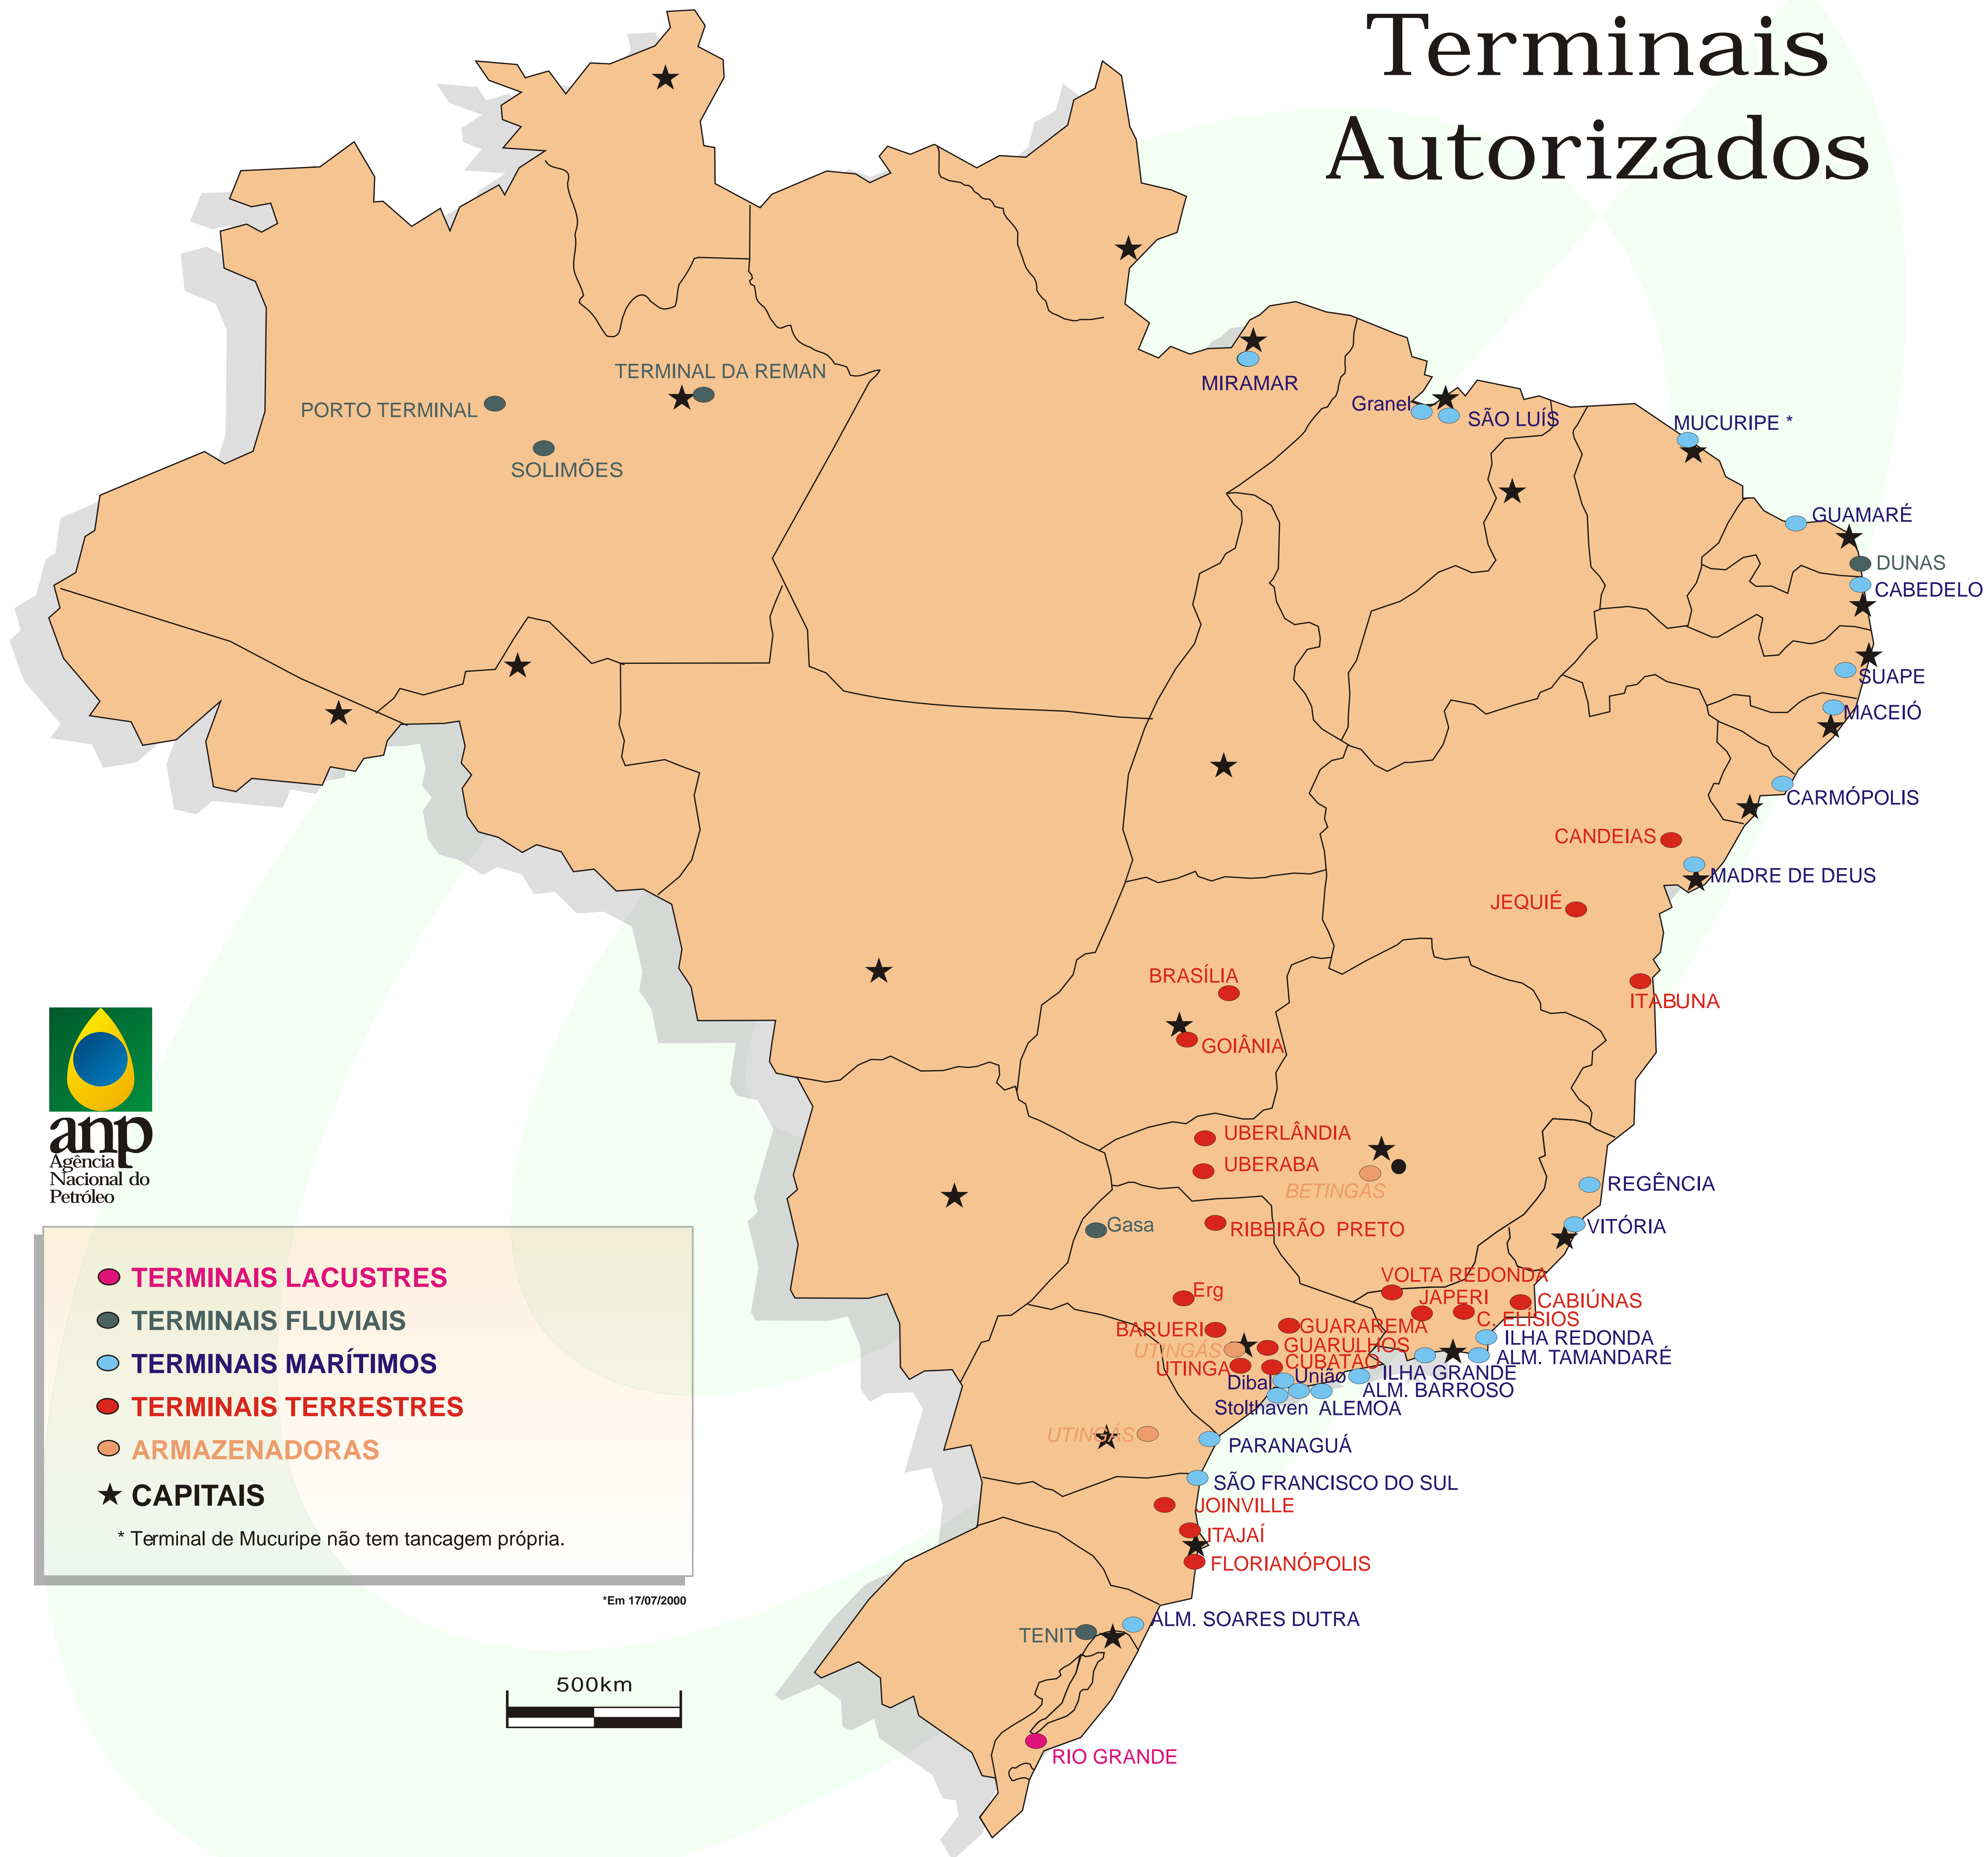 Terminais
Autorizados
TERMINAL DA REMAN
PORTO TERMINAL
SOLIMÕES
MIRAMAR
Granel
SÃO LUÍS
MUCURIPE *
GUAMARÉ
DUNAS
CABEDELO
SUAPE
MACEIÓ
CARMÓPOLIS
CANDEIAS
MADRE DE DEUS
JEQUIÉ
BRASÍLIA
ITABUNA
GOIÂNIA
UBERLÂNDIA
UBERABA
BETINGÁS
REGÊNCIA
Gasa
RIBEIRÃO PRETO
VITÓRIA
VOLTA REDONDA
Erg
JAPERI
CABIÚNAS
C. ELÍSIOS
BARUERI
GUARAREMA
ILHA REDONDA
UTINGÁS
GUARULHOS
ALM. TAMANDARÉ
UTINGA
CUBATÃO
ILHA GRANDE
Dibal
União
ALM. BARROSO
Stolthaven
ALEMOA
UTINGÁS
PARANAGUÁ
SÃO FRANCISCO DO SUL
JOINVILLE
ITAJAÍ
FLORIANÓPOLIS
ALM. SOARES DUTRA
TENIT
RIO GRANDE
anp
Agência
Nacional do
Petróleo
TERMINAIS LACUSTRES
TERMINAIS FLUVIAIS
TERMINAIS MARÍTIMOS
TERMINAIS TERRESTRES
ARMAZENADORAS
CAPITAIS
* Terminal de Mucuripe não tem tancagem própria.
*Em 17/07/2000
500km